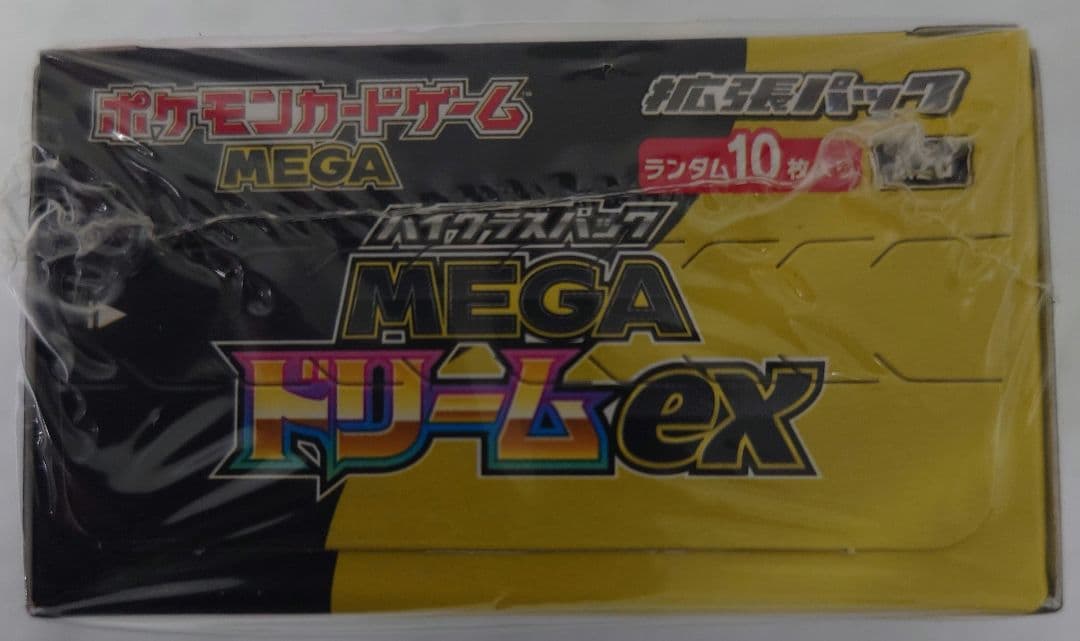 ポケモンカードゲーム
MEGA
拡張パック
ランダム10枚入り
ハイクラスパック
MEGA
ドリームex